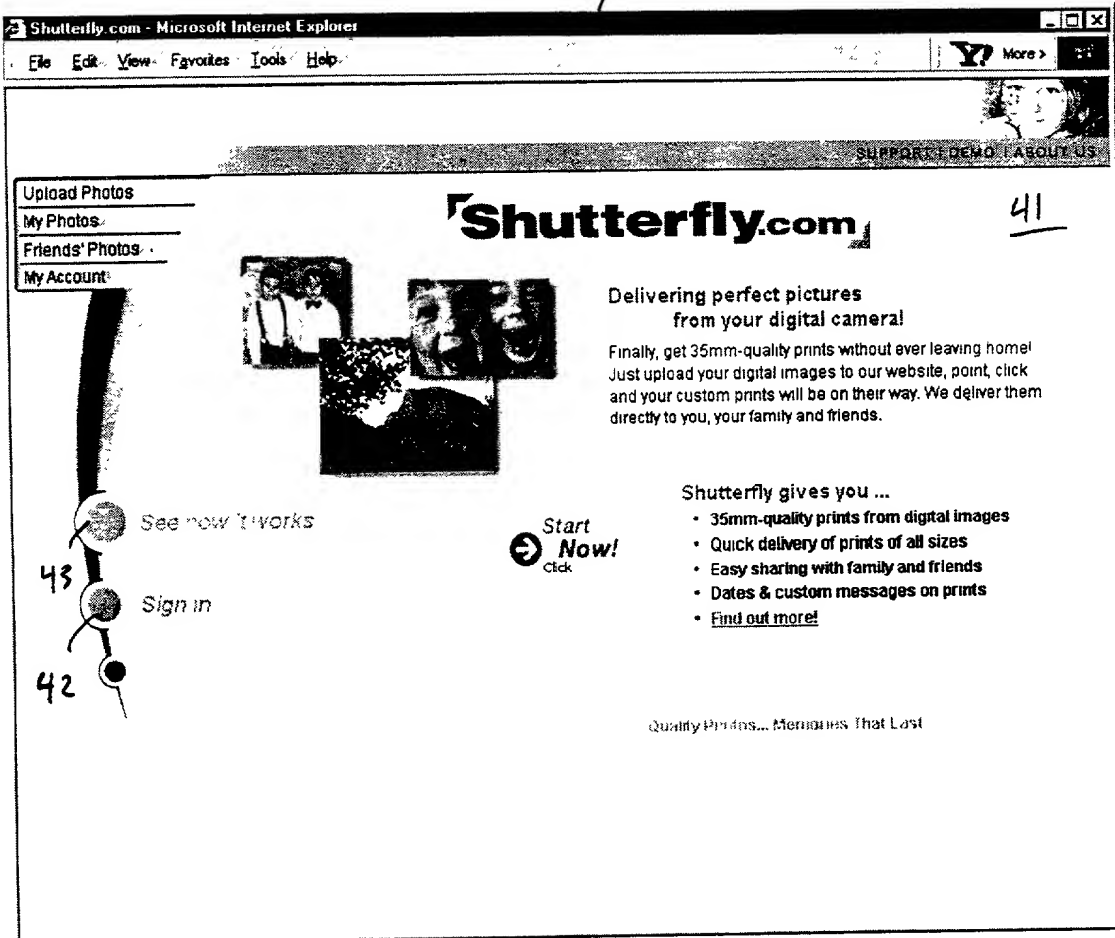 Shutterfly.com - Microsoft Internet Explorer
File Edit View Favorites Tools Help
Y! More >
SUPPORT | DEMO | ABOUT US
Upload Photos
My Photos
Friends' Photos
My Account
Shutterfly.com
41
Delivering perfect pictures
from your digital camera!
Finally, get 35mm-quality prints without ever leaving home!
Just upload your digital images to our website, point, click
and your custom prints will be on their way. We deliver them
directly to you, your family and friends.
See how it works
43
Sign in
42
Start
Now!
Click
Shutterfly gives you ...
• 35mm-quality prints from digital images
• Quick delivery of prints of all sizes
• Easy sharing with family and friends
• Dates & custom messages on prints
• Find out more!
Quality Photos... Memories That Last